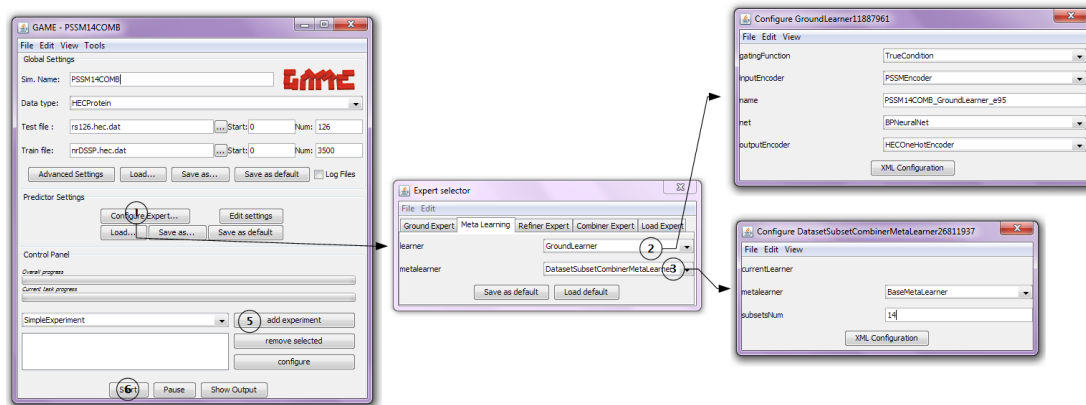 GAME - PSSM14COMB
File Edit View Tools
Global Settings
Sim. Name: PSSM14COMB
GAME
Data type: HECProtein
Test file : rs126.hec.dat ... Start: 0 Num: 126
Train file: nrDSSP.hec.dat ... Start: 0 Num: 3500
Advanced Settings Load... Save as... Save as default Log Files
Predictor Settings
1
Configure Expert... Edit settings
Load... Save as... Save as default
Control Panel
Overall progress
Current task progress
SimpleExperiment 5 add experiment
remove selected
configure
6 Start Pause Show Output
Expert selector
File Edit
Ground Expert Meta Learning Refiner Expert Combiner Expert Load Expert
learner GroundLearner 2
metalearner DatasetSubsetCombinerMetaLearner 3
Save as default Load default
Configure GroundLearner11887961
File Edit View
gatingFunction TrueCondition
inputEncoder PSSMEncoder
name PSSM14COMB_GroundLearner_e95
net BPNeuralNet
outputEncoder HECOneHotEncoder
XML Configuration
Configure DatasetSubsetCombinerMetaLearner26811937
File Edit View
currentLearner
metalearner BaseMetaLearner
subsetsNum 14
XML Configuration